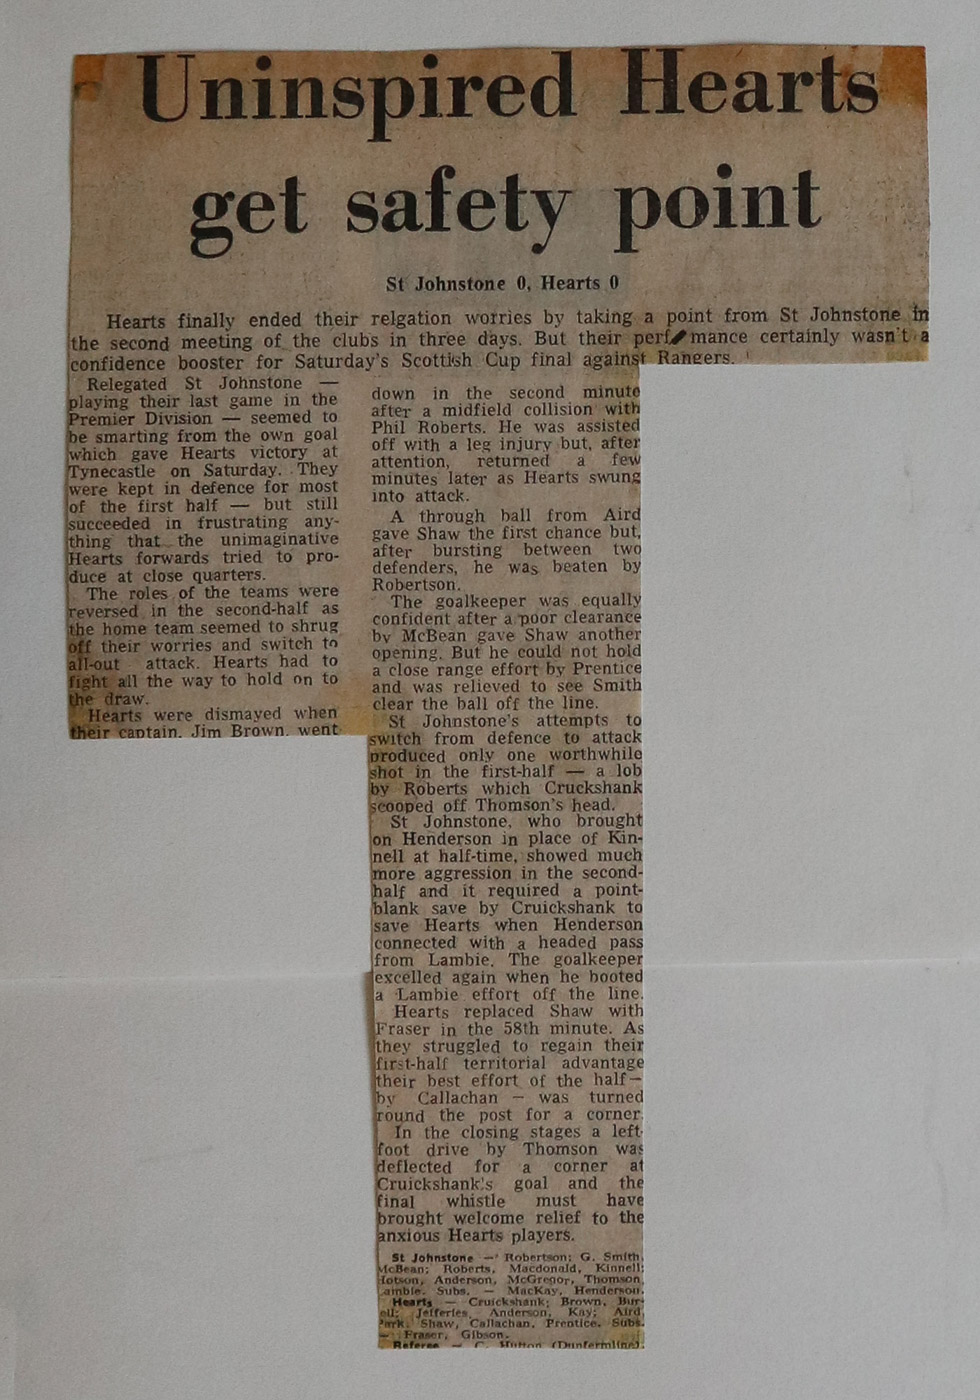 Uninspired Hearts
get safety point
St Johnstone 0, Hearts 0
Hearts finally ended their relgation worries by taking a point from St Johnstone in
the second meeting of the clubs in three days. But their perf mance certainly wasn't a
confidence booster for Saturday's Scottish Cup final against Rangers.
Relegated St Johnstone —
playing their last game in the
Premier Division — seemed to
be smarting from the own goal
which gave Hearts victory at
Tynecastle on Saturday. They
were kept in defence for most
of the first half — but still
succeeded in frustrating any-
thing that the unimaginative
Hearts forwards tried to pro-
duce at close quarters.
The roles of the teams were
reversed in the second-half as
the home team seemed to shrug
off their worries and switch to
all-out attack. Hearts had to
fight all the way to hold on to
the draw.
Hearts were dismayed when
their captain, Jim Brown, went
down in the second minute
after a midfield collision with
Phil Roberts. He was assisted
off with a leg injury but, after
attention, returned a few
minutes later as Hearts swung
into attack.
A through ball from Aird
gave Shaw the first chance but,
after bursting between two
defenders, he was beaten by
Robertson.
The goalkeeper was equally
confident after a poor clearance
by McBean gave Shaw another
opening. But he could not hold
a close range effort by Prentice
and was relieved to see Smith
clear the ball off the line.
St Johnstone's attempts to
switch from defence to attack
produced only one worthwhile
shot in the first-half — a lob
by Roberts which Cruckshank
scooped off Thomson's head.
St Johnstone, who brought
on Henderson in place of Kin-
nell at half-time, showed much
more aggression in the second-
half and it required a point-
blank save by Cruickshank to
save Hearts when Henderson
connected with a headed pass
from Lambie. The goalkeeper
excelled again when he booted
a Lambie effort off the line.
Hearts replaced Shaw with
Fraser in the 58th minute. As
they struggled to regain their
first-half territorial advantage
their best effort of the half—
by Callachan — was turned
round the post for a corner.
In the closing stages a left-
foot drive by Thomson was
deflected for a corner at
Cruickshank's goal and the
final whistle must have
brought welcome relief to the
anxious Hearts players.
St Johnstone — Robertson; G. Smith,
McBean; Roberts, Macdonald, Kinnell;
Hotson, Anderson, McGregor, Thomson,
Lambie. Subs. — MacKay, Henderson.
Hearts — Cruickshank; Brown, Bur-
ell; Jefferies, Anderson, Kay; Aird,
Park, Shaw, Callachan, Prentice. Subs.
— Fraser, Gibson.
Referee — C. Hutton (Dunfermline).